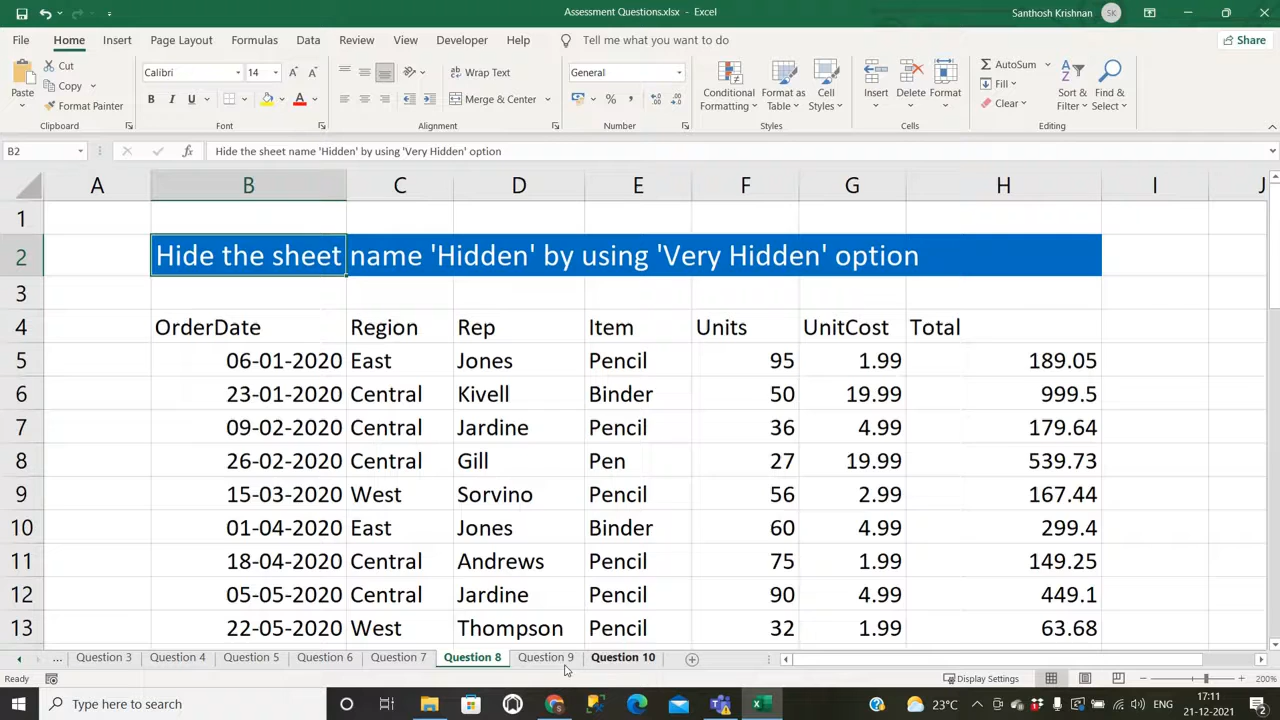 Assessment Questions.xlsx - Excel
Santhosh Krishnan SK
File Home Insert Page Layout Formulas Data Review View Developer Help Tell me what you want to do Share
Paste
Cut
Copy
Format Painter
Clipboard
Calibri 14
B I U A
Font
Wrap Text
Merge & Center
Alignment
General
% ,
Number
Conditional Formatting
Format as Table
Cell Styles
Styles
Insert Delete Format
Cells
AutoSum
Fill
Clear
Sort & Filter
Find & Select
Editing
B2 fx Hide the sheet name 'Hidden' by using 'Very Hidden' option
A B C D E F G H I J
1
2 Hide the sheet name 'Hidden' by using 'Very Hidden' option
3
4 OrderDate Region Rep Item Units UnitCost Total
5 06-01-2020 East Jones Pencil 95 1.99 189.05
6 23-01-2020 Central Kivell Binder 50 19.99 999.5
7 09-02-2020 Central Jardine Pencil 36 4.99 179.64
8 26-02-2020 Central Gill Pen 27 19.99 539.73
9 15-03-2020 West Sorvino Pencil 56 2.99 167.44
10 01-04-2020 East Jones Binder 60 4.99 299.4
11 18-04-2020 Central Andrews Pencil 75 1.99 149.25
12 05-05-2020 Central Jardine Pencil 90 4.99 449.1
13 22-05-2020 West Thompson Pencil 32 1.99 63.68
... Question 3 Question 4 Question 5 Question 6 Question 7 Question 8 Question 9 Question 10
Ready Display Settings 200%
Type here to search 23°C ENG 17:11
21-12-2021